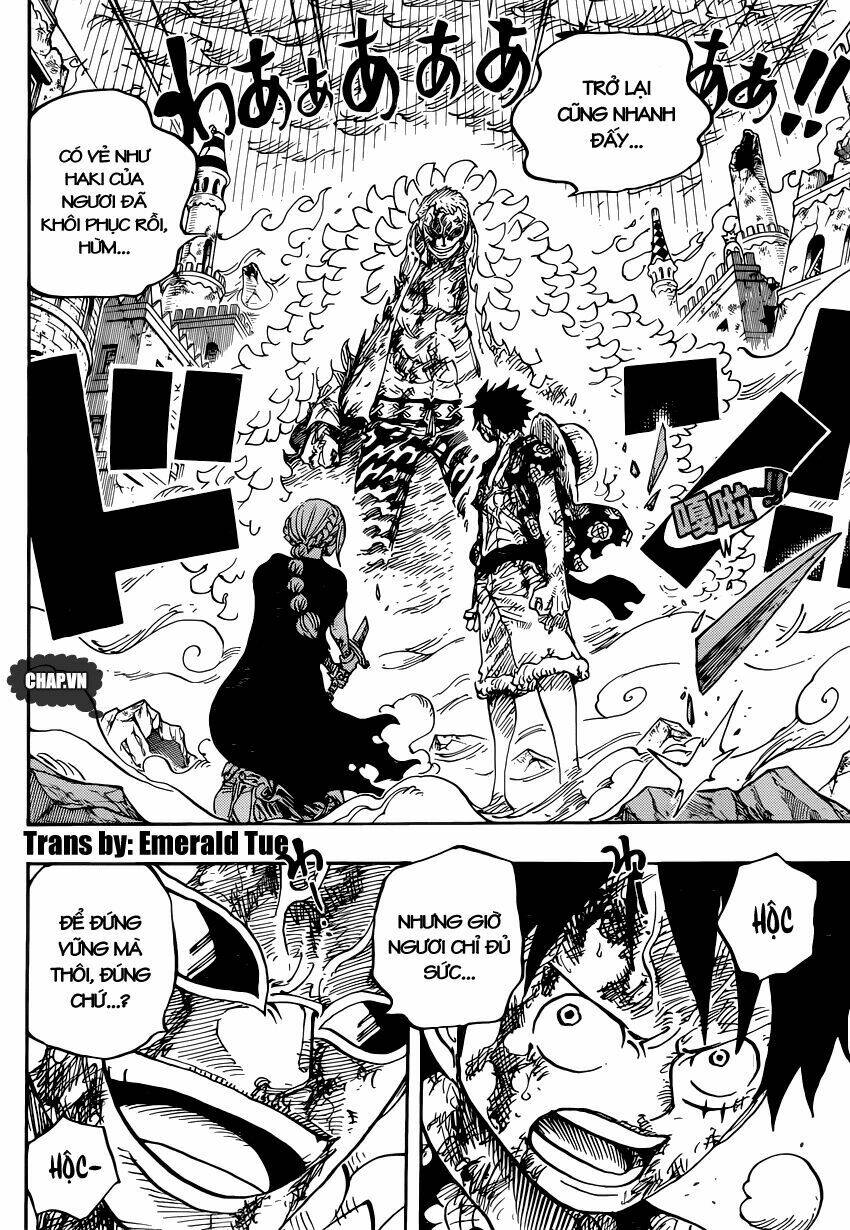 わあぁあああぁあぁ!!
TRỞ LẠI
CŨNG NHANH
ĐẤY...
CÓ VẺ NHƯ
HAKI CỦA
NGƯƠI ĐÃ
KHÔI PHỤC RỒI,
HỪM...
嘎啦!!
CHAP.VN
Trans by: Emerald Tue
HỘC
NHƯNG GIỜ
NGƯƠI CHỈ ĐỦ
SỨC...
ĐỂ ĐỨNG
VỮNG MÀ
THÔI, ĐÚNG
CHỨ...?
HỘC-